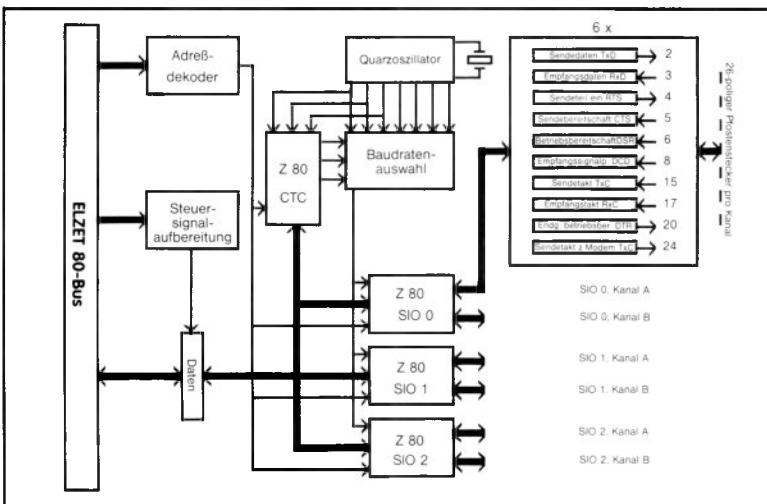 6 x
Adreß-
dekoder
Quarzoszillator
Sendedaten TxD
2
Empfangsdaten RxD
3
Sendeteil ein RTS
4
Sendebereitschaft CTS
5
Betriebsbereitschaft DSR
6
Empfangssignalp. DCD
8
Sendetakt TxC
15
Empfangstakt RxC
17
Endg. betriebsber. DTR
20
Sendetakt z Modem TxC
24
26-poliger Pfostenstecker
pro Kanal
Z 80
CTC
Baudraten-
auswahl
ELZET 80-Bus
Steuer-
signal-
aufbereitung
Daten
Z 80
SIO 0
SIO 0, Kanal A
SIO 0, Kanal B
Z 80
SIO 1
SIO 1, Kanal A
SIO 1, Kanal B
Z 80
SIO 2
SIO 2, Kanal A
SIO 2, Kanal B